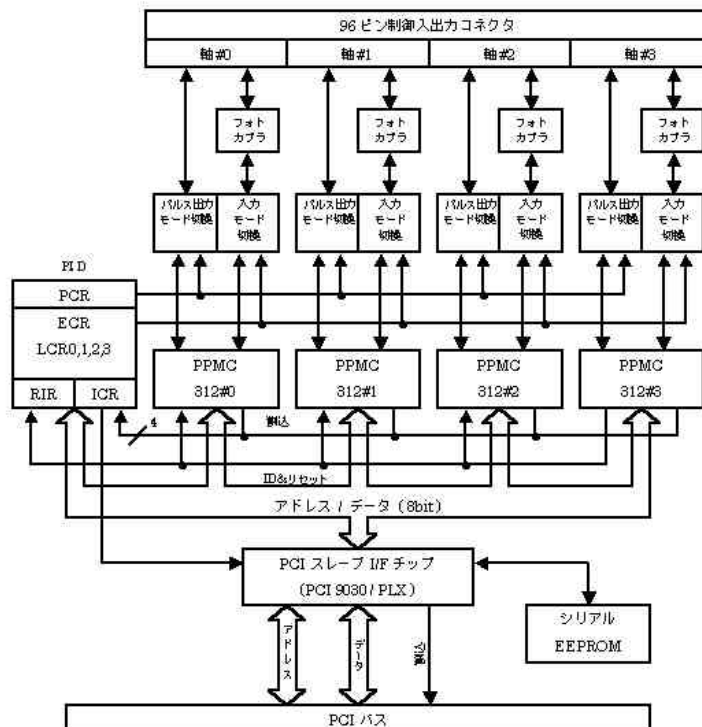 96 ピン制御入出力コネクタ
軸#0
軸#1
軸#2
軸#3
フォト
カプラ
フォト
カプラ
フォト
カプラ
フォト
カプラ
パルス出力
モード切換
入力
モード
切換
パルス出力
モード切換
入力
モード
切換
パルス出力
モード切換
入力
モード
切換
パルス出力
モード切換
入力
モード
切換
PID
PCR
ECR
LCR0,1,2,3
RIR
ICR
PPMC
312#0
PPMC
312#1
PPMC
312#2
PPMC
312#3
4
割込
ID&リセット
アドレス / データ (8bit)
PCI スレーブ I/F チップ
(PCI 9030 / PLX)
シリアル
EEPROM
アドレス
データ
PCI バス